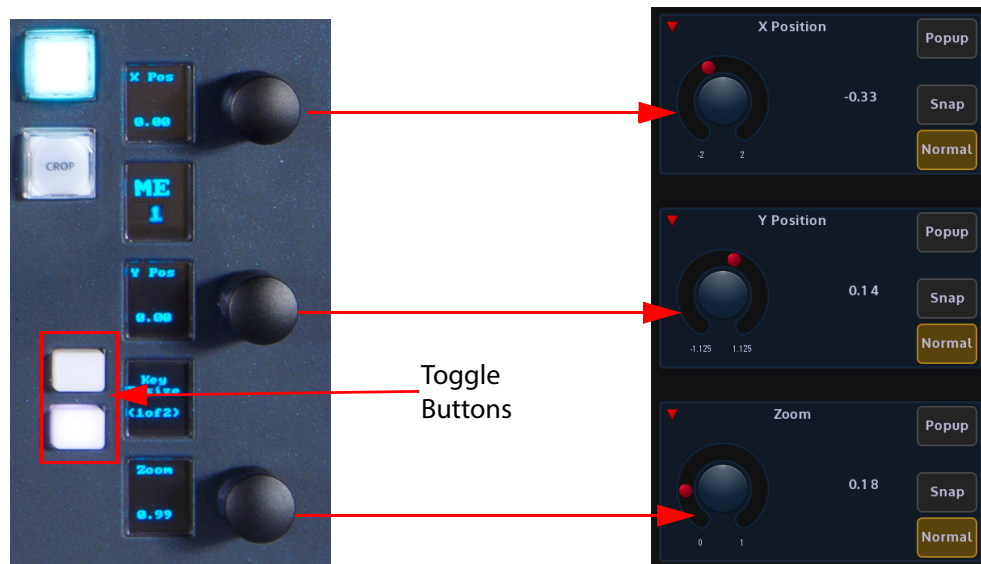 CROP
X Pos
0.00
ME
1
Y Pos
0.00
Key
(1of2)
Zoom
0.99
Toggle
Buttons
X Position
Popup
-0.33
Snap
Normal
-2
2
Y Position
Popup
0.14
Snap
Normal
-1.125
1.125
Zoom
Popup
0.18
Snap
Normal
0
1